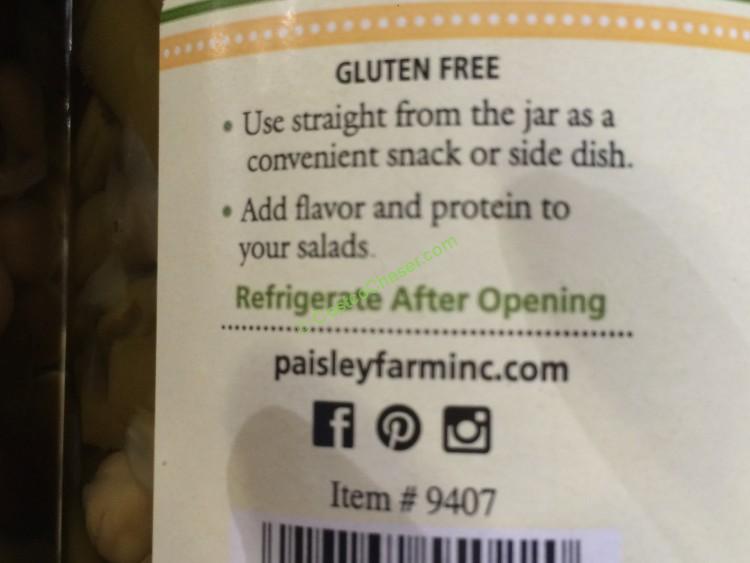 GLUTEN FREE
• Use straight from the jar as a
convenient snack or side dish.
• Add flavor and protein to
your salads.
Refrigerate After Opening
paisleyfarminc.com
Item # 9407